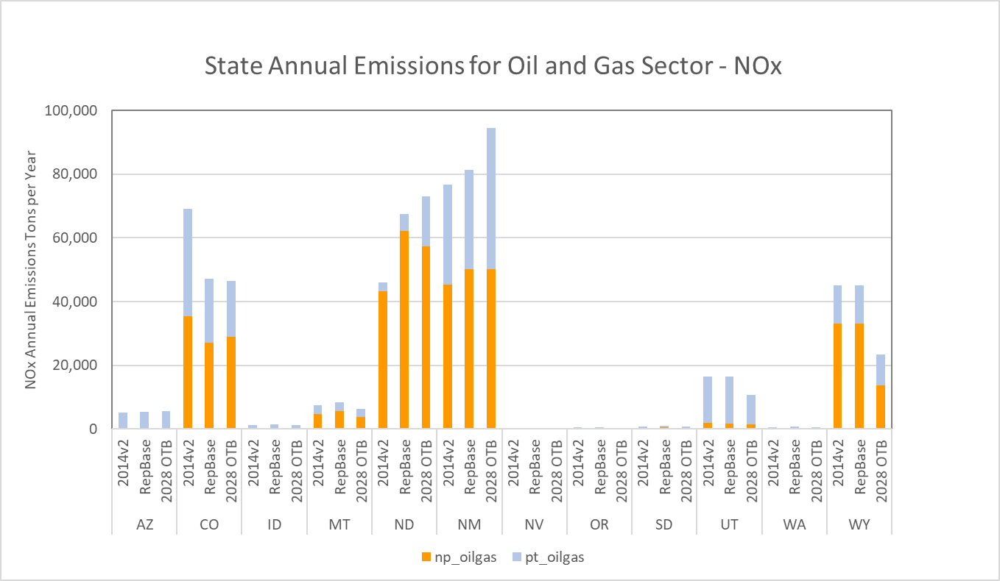 State Annual Emissions for Oil and Gas Sector - NOx
NOx Annual Emissions Tons per Year
100,000
80,000
60,000
40,000
20,000
0
2014v2 RepBase 2028 OTB 2014v2 RepBase 2028 OTB 2014v2 RepBase 2028 OTB 2014v2 RepBase 2028 OTB 2014v2 RepBase 2028 OTB 2014v2 RepBase 2028 OTB 2014v2 RepBase 2028 OTB 2014v2 RepBase 2028 OTB 2014v2 RepBase 2028 OTB 2014v2 RepBase 2028 OTB 2014v2 RepBase 2028 OTB 2014v2 RepBase 2028 OTB
AZ CO ID MT ND NM NV OR SD UT WA WY
np_oilgas pt_oilgas